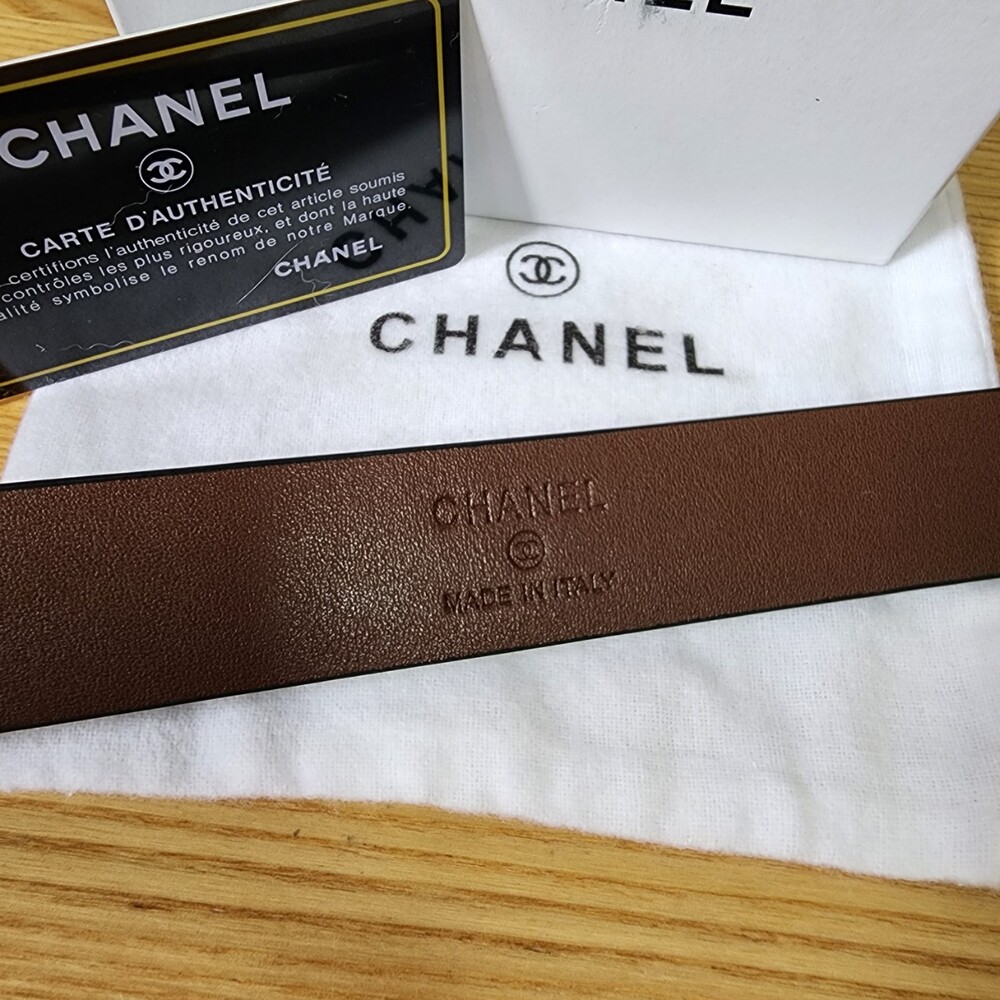 CHANEL
CARTE D'AUTHENTICITÉ
certifions l'authenticité de cet article soumis
contrôles les plus rigoureux, et dont la haute
alité symbolise le renom de notre Marque.
CHANEL
CHANEL
CHANEL
MADE IN ITALY